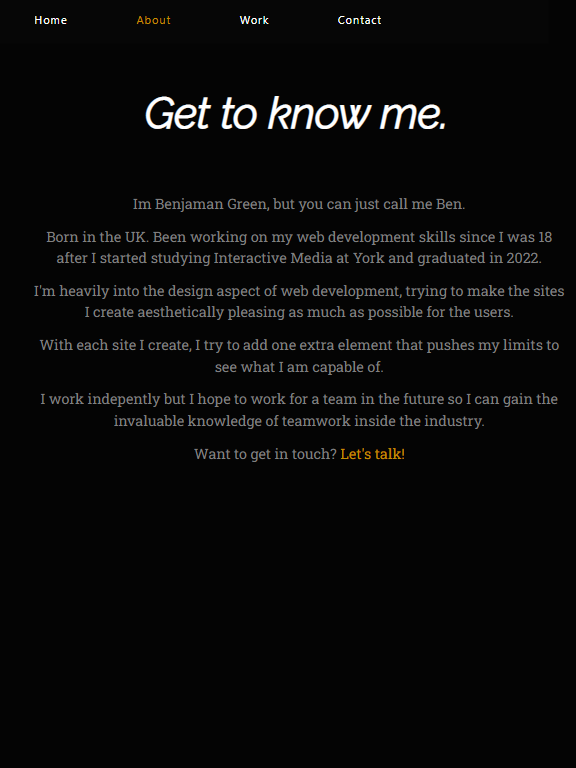 Home About Work Contact
Get to know me.
Im Benjaman Green, but you can just call me Ben.
Born in the UK. Been working on my web development skills since I was 18
after I started studying Interactive Media at York and graduated in 2022.
I'm heavily into the design aspect of web development, trying to make the sites
I create aesthetically pleasing as much as possible for the users.
With each site I create, I try to add one extra element that pushes my limits to
see what I am capable of.
I work indepently but I hope to work for a team in the future so I can gain the
invaluable knowledge of teamwork inside the industry.
Want to get in touch? Let's talk!